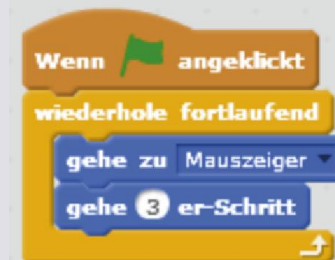 Wenn angeklickt
wiederhole fortlaufend
gehe zu Mauszeiger
gehe 3 er-Schritt